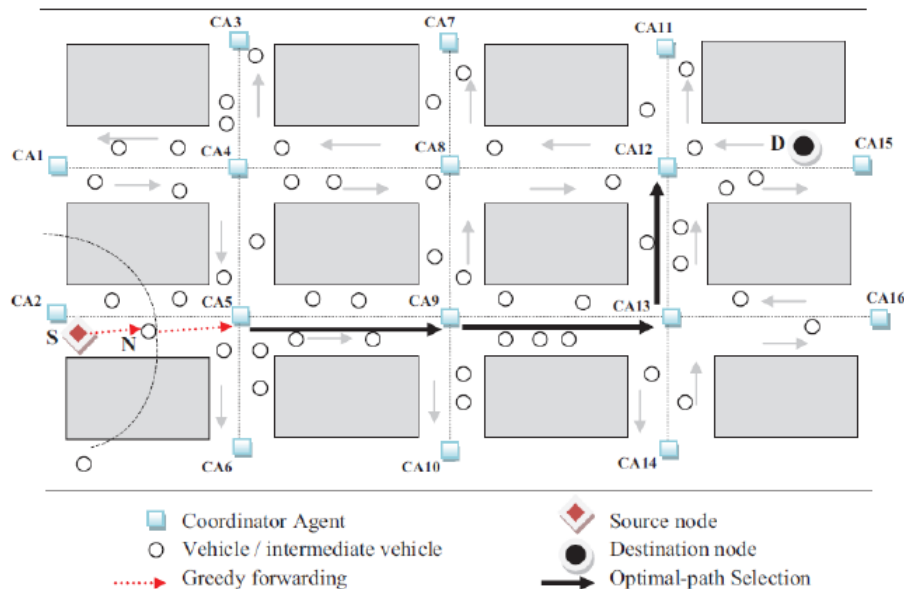 CA3 CA7 CA11
CA1 CA4 CA8 CA12 D CA15
CA2 CA5 CA9 CA13 CA16
S N
CA6 CA10 CA14
Coordinator Agent Source node
Vehicle / intermediate vehicle Destination node
Greedy forwarding Optimal-path Selection